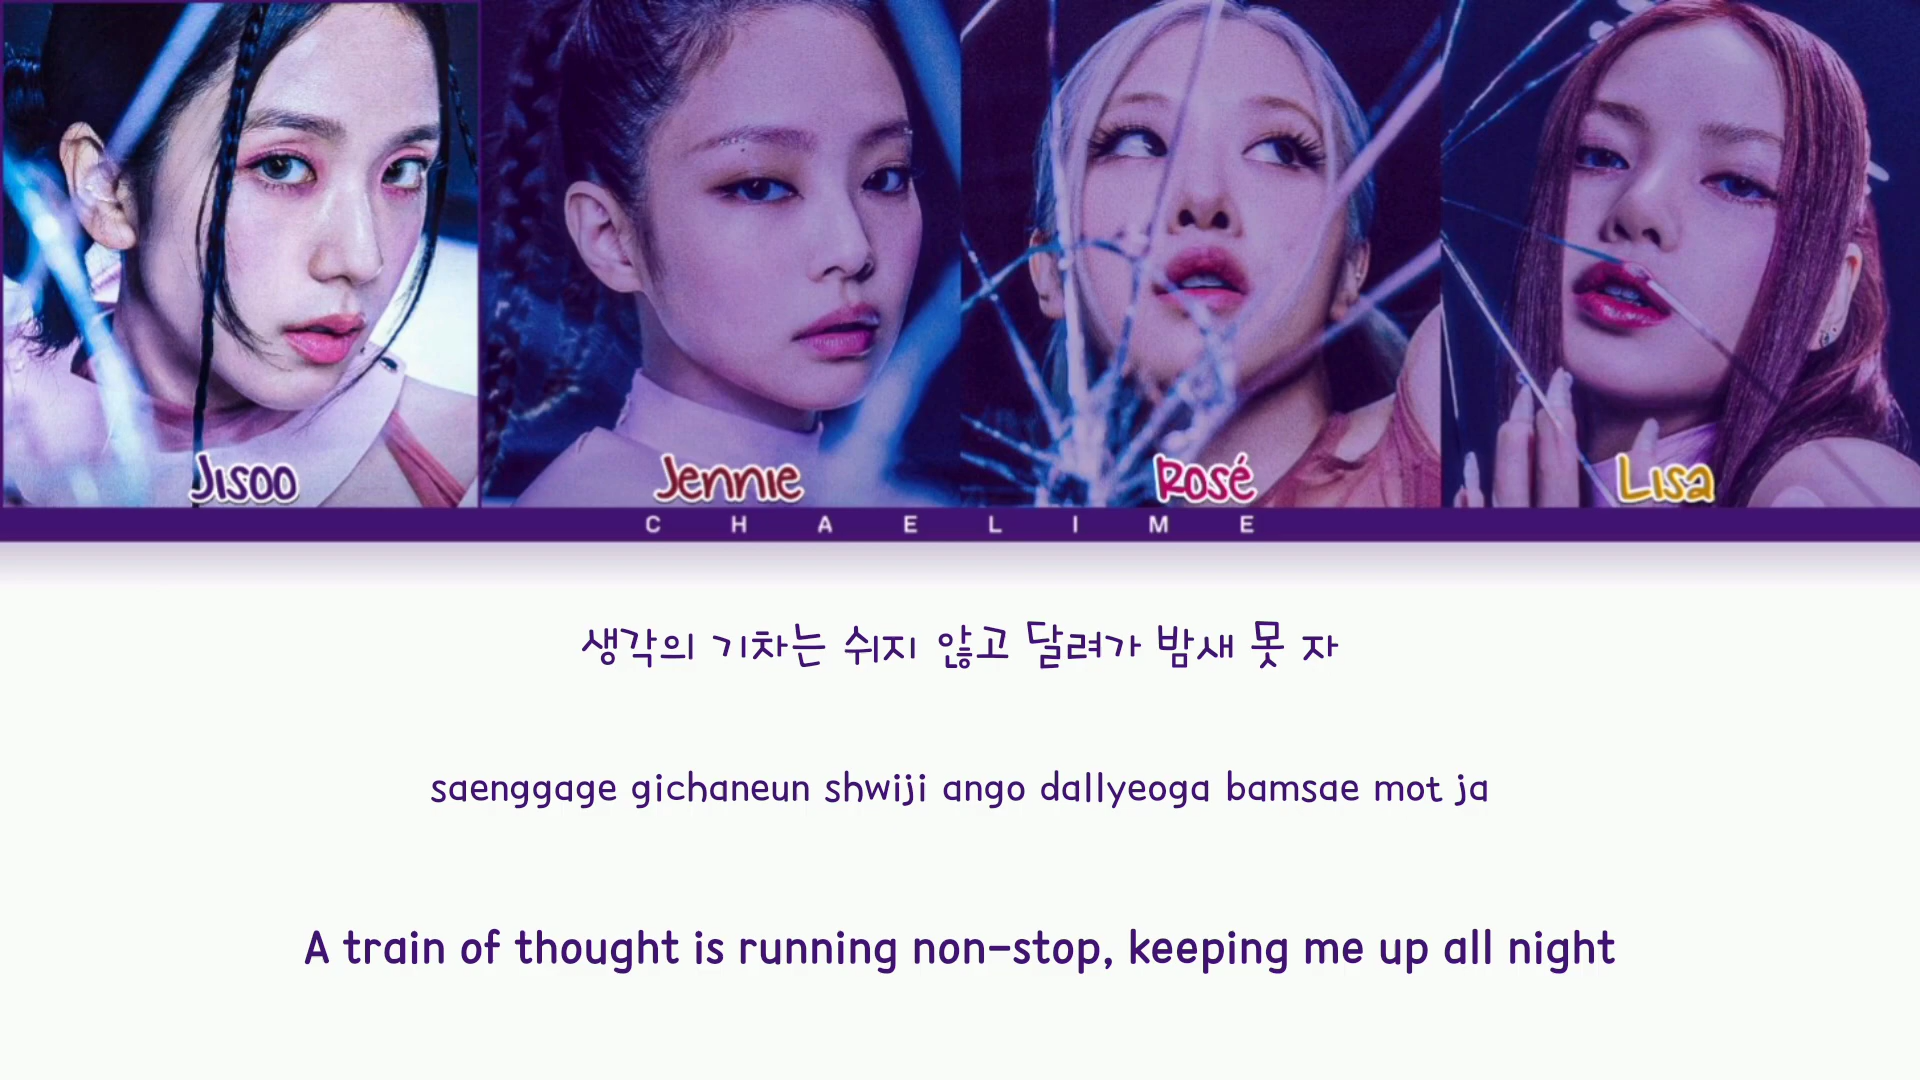 Jisoo Jennie Rosé Lisa
CHAELIME
생각의 기차는 쉬지 않고 달려가 밤새 못 자
saenggage gichaneun shwiji ango dallyeoga bamsae mot ja
A train of thought is running non-stop, keeping me up all night